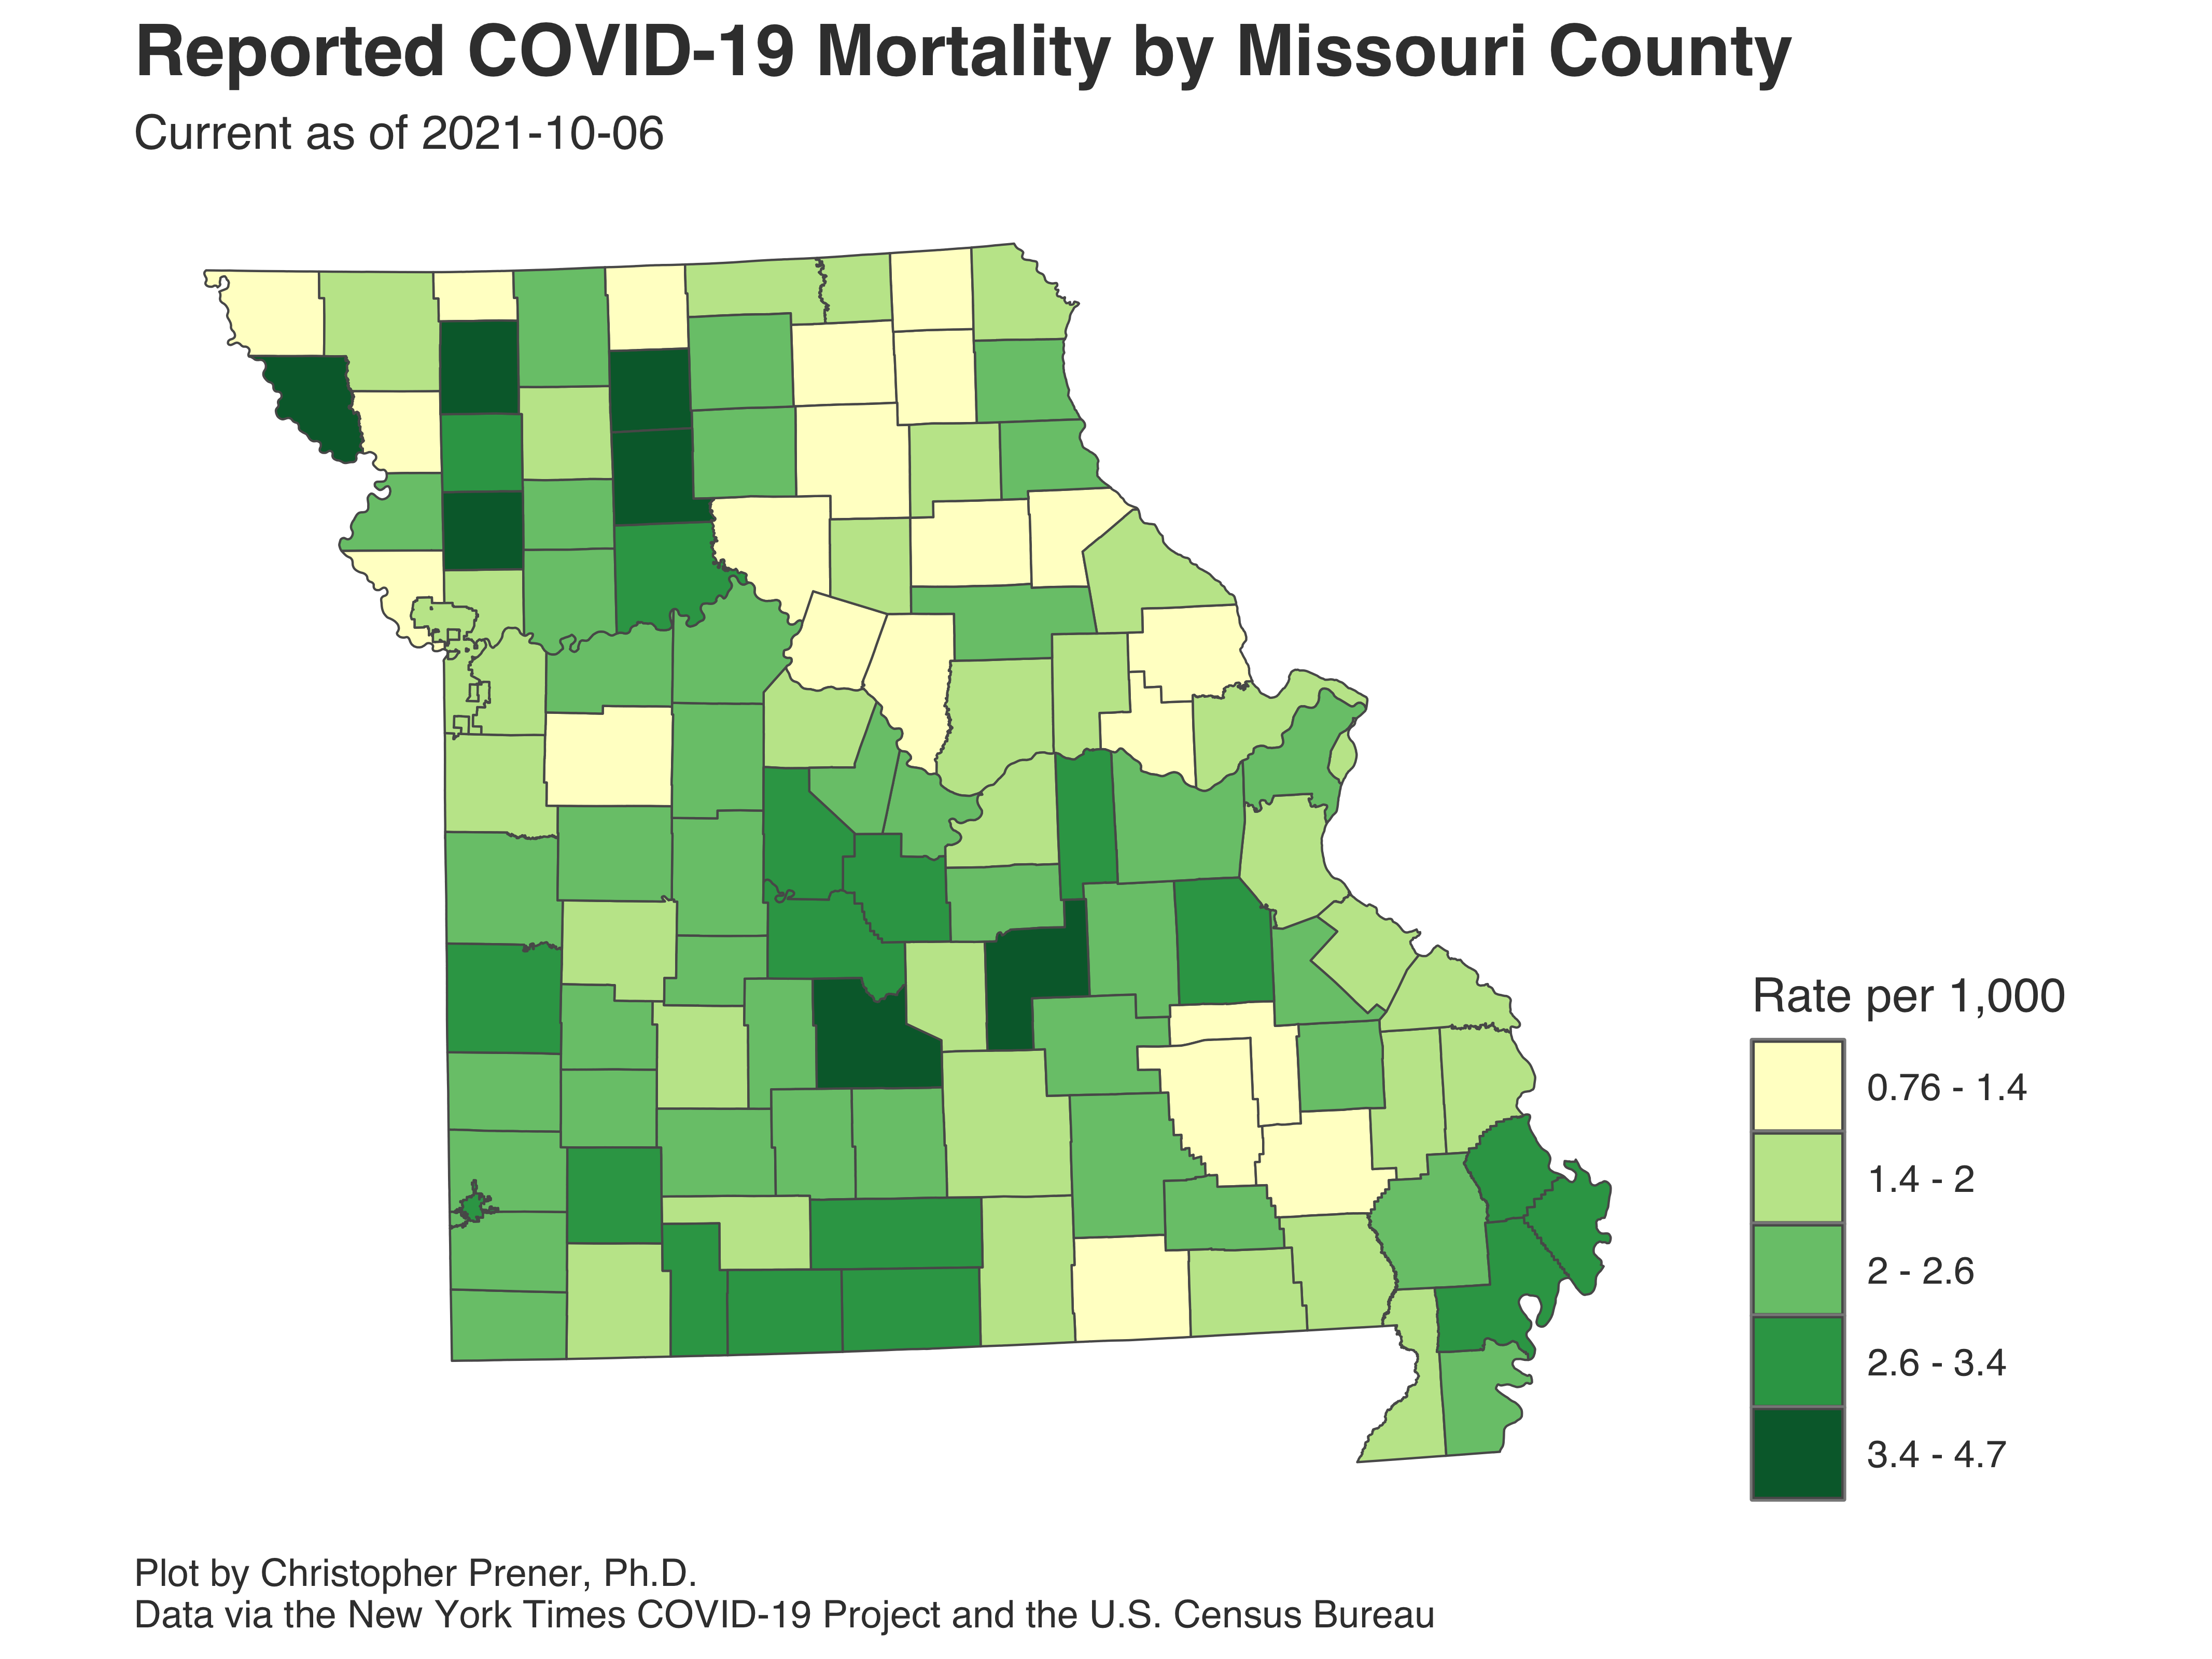 Reported COVID-19 Mortality by Missouri County
Current as of 2021-10-06
Rate per 1,000
0.76 - 1.4
1.4 - 2
2 - 2.6
2.6 - 3.4
3.4 - 4.7
Plot by Christopher Prener, Ph.D.
Data via the New York Times COVID-19 Project and the U.S. Census Bureau